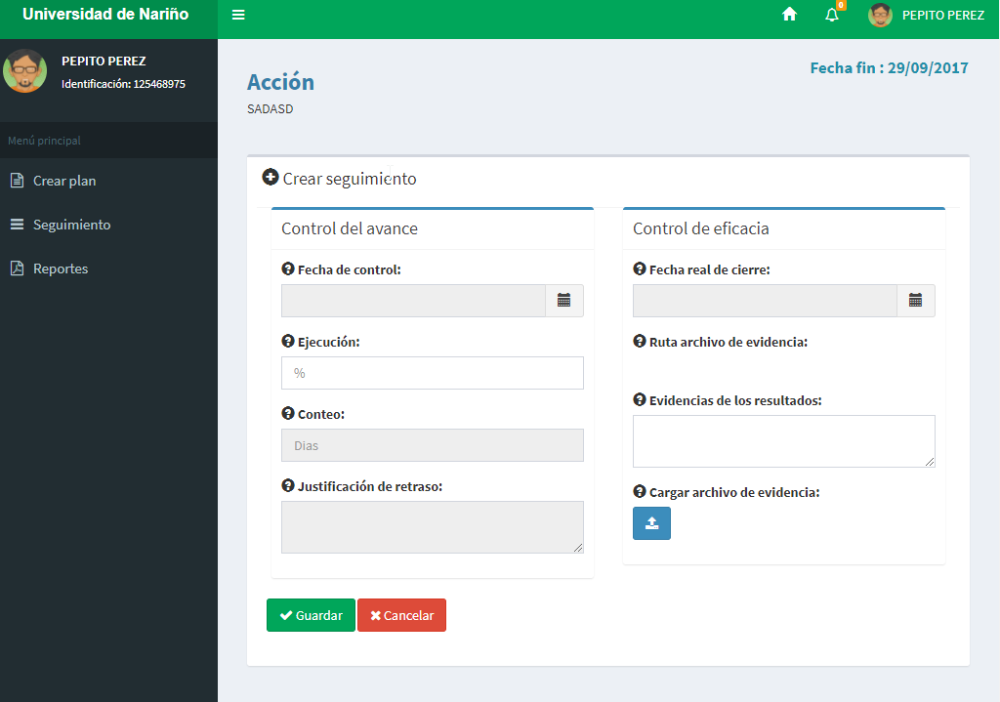 Universidad de Nariño
0
PEPITO PEREZ
PEPITO PEREZ
Identificación: 125468975
Menú principal
Crear plan
Seguimiento
Reportes
Acción
SADASD
Fecha fin : 29/09/2017
Crear seguimiento
Control del avance
Fecha de control:
Ejecución:
%
Conteo:
Dias
Justificación de retraso:
Control de eficacia
Fecha real de cierre:
Ruta archivo de evidencia:
Evidencias de los resultados:
Cargar archivo de evidencia:
Guardar
Cancelar